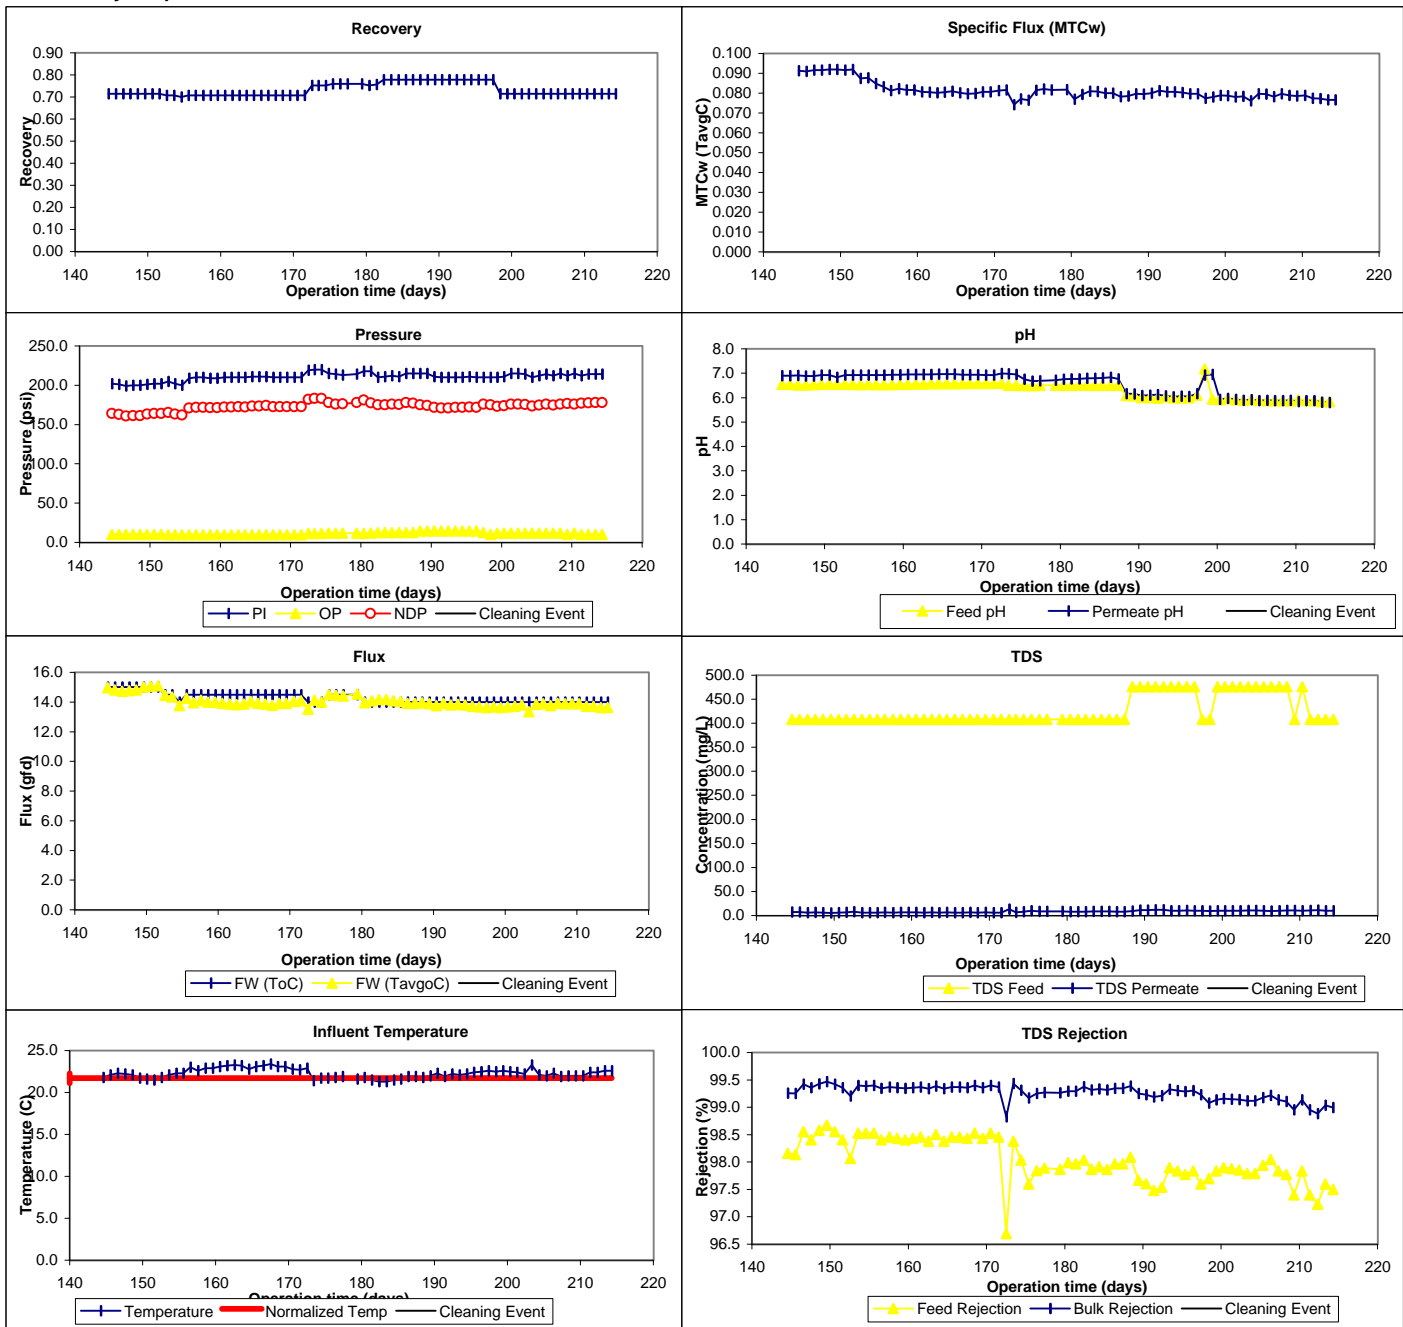 Recovery
0.90
0.80
0.70
0.60
0.50
0.40
0.30
0.20
0.10
0.00
Recovery
140 150 160 170 180 190 200 210 220
Operation time (days)
Specific Flux (MTCw)
0.100
0.090
0.080
0.070
0.060
0.050
0.040
0.030
0.020
0.010
0.000
MTCw (TavgC)
140 150 160 170 180 190 200 210 220
Operation time (days)
Pressure
250.0
200.0
150.0
100.0
50.0
0.0
Pressure (psi)
140 150 160 170 180 190 200 210 220
Operation time (days)
PI OP NDP Cleaning Event
pH
8.0
7.0
6.0
5.0
4.0
3.0
2.0
1.0
0.0
pH
140 150 160 170 180 190 200 210 220
Operation time (days)
Feed pH Permeate pH Cleaning Event
Flux
16.0
14.0
12.0
10.0
8.0
6.0
4.0
2.0
0.0
Flux (gfd)
140 150 160 170 180 190 200 210 220
Operation time (days)
FW (ToC) FW (TavgoC) Cleaning Event
TDS
500.0
450.0
400.0
350.0
300.0
250.0
200.0
150.0
100.0
50.0
0.0
Concentration (mg/L)
140 150 160 170 180 190 200 210 220
Operation time (days)
TDS Feed TDS Permeate Cleaning Event
Influent Temperature
25.0
20.0
15.0
10.0
5.0
0.0
Temperature (C)
140 150 160 170 180 190 200 210 220
Operation time (days)
Temperature Normalized Temp Cleaning Event
TDS Rejection
100.0
99.5
99.0
98.5
98.0
97.5
97.0
96.5
Rejection (%)
140 150 160 170 180 190 200 210 220
Operation time (days)
Feed Rejection Bulk Rejection Cleaning Event